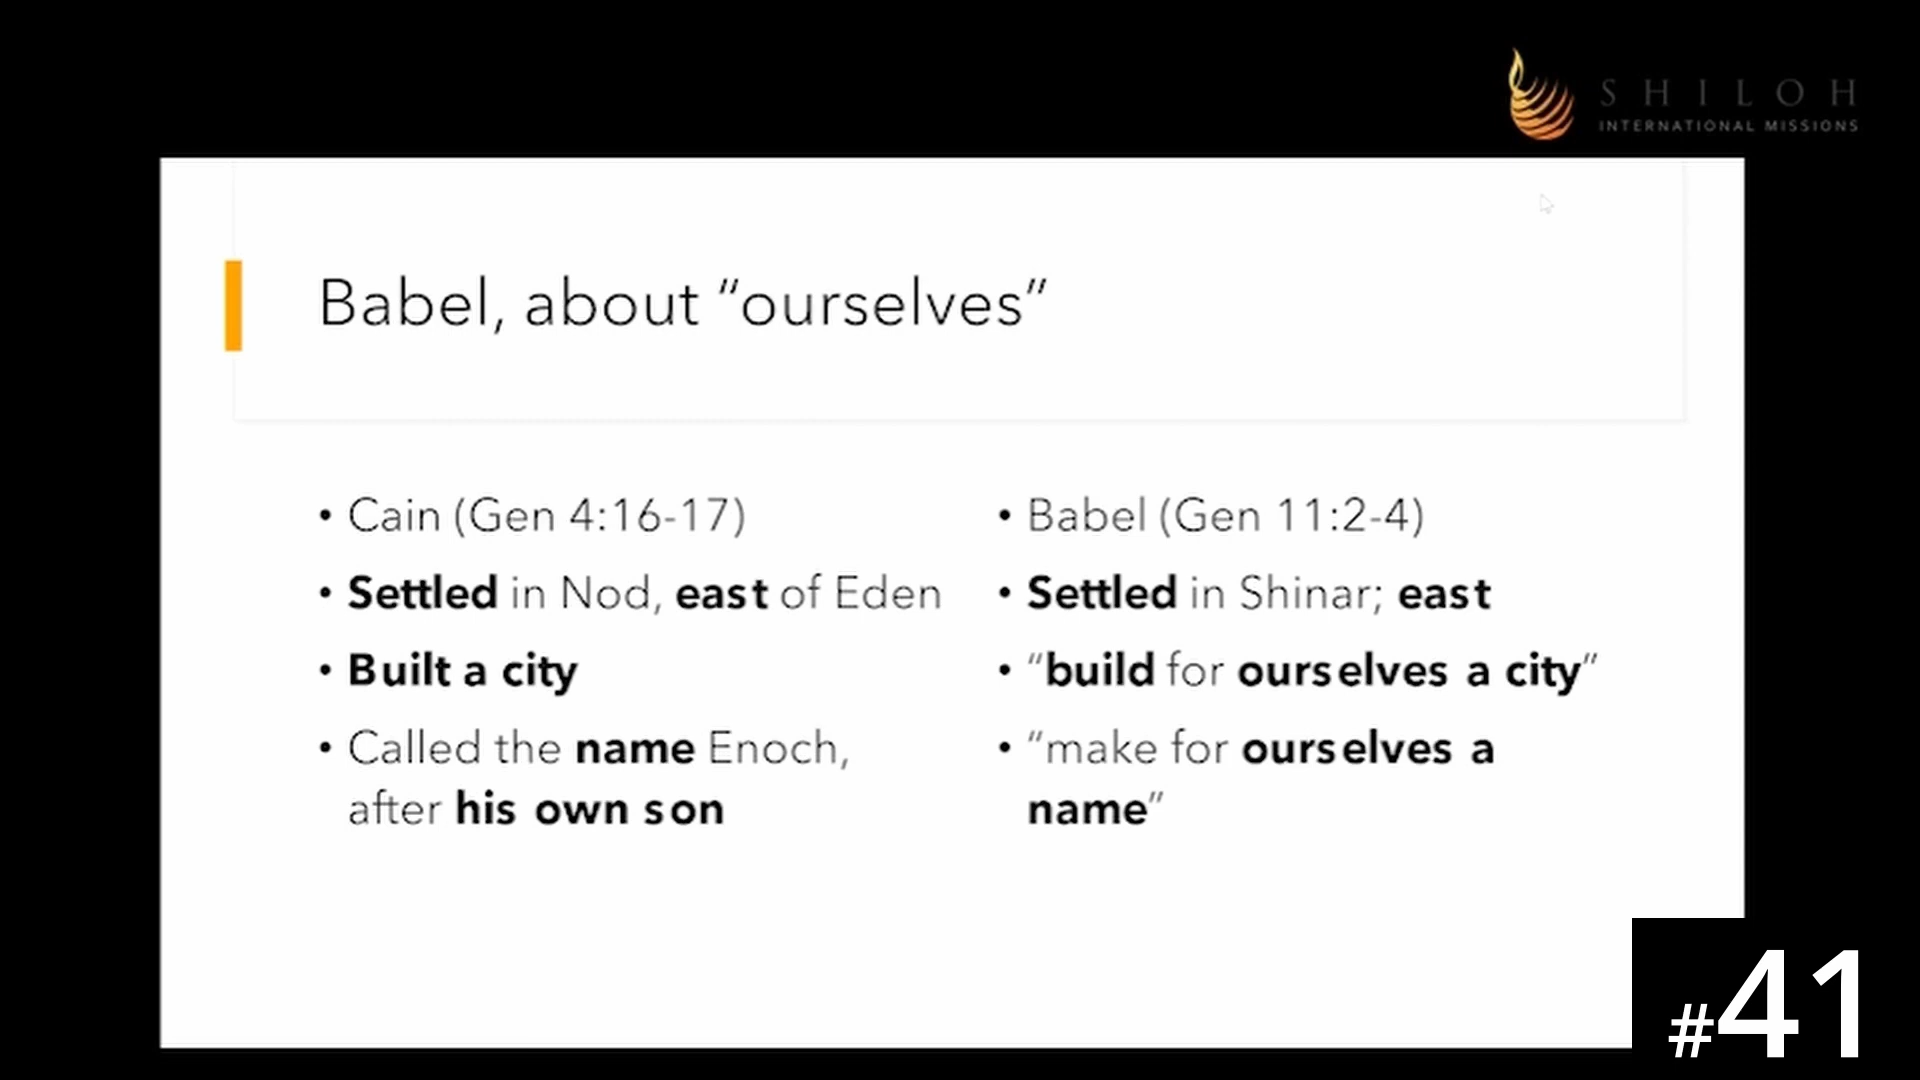 SHILOH
INTERNATIONAL MISSIONS
Babel, about “ourselves”
• Cain (Gen 4:16-17)
• Settled in Nod, east of Eden
• Built a city
• Called the name Enoch,
after his own son
• Babel (Gen 11:2-4)
• Settled in Shinar; east
• “build for ourselves a city”
• “make for ourselves a
name”
#41